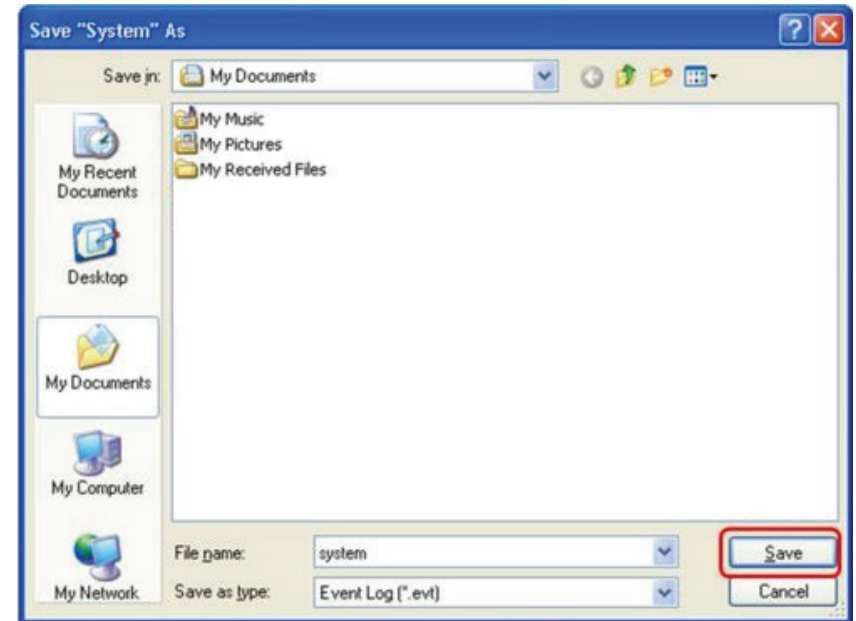 Save "System" As
Save in:
My Documents
My Music
My Pictures
My Received Files
My Recent
Documents
Desktop
My Documents
My Computer
My Network
File name:
system
Save
Save as type:
Event Log (*.evt)
Cancel